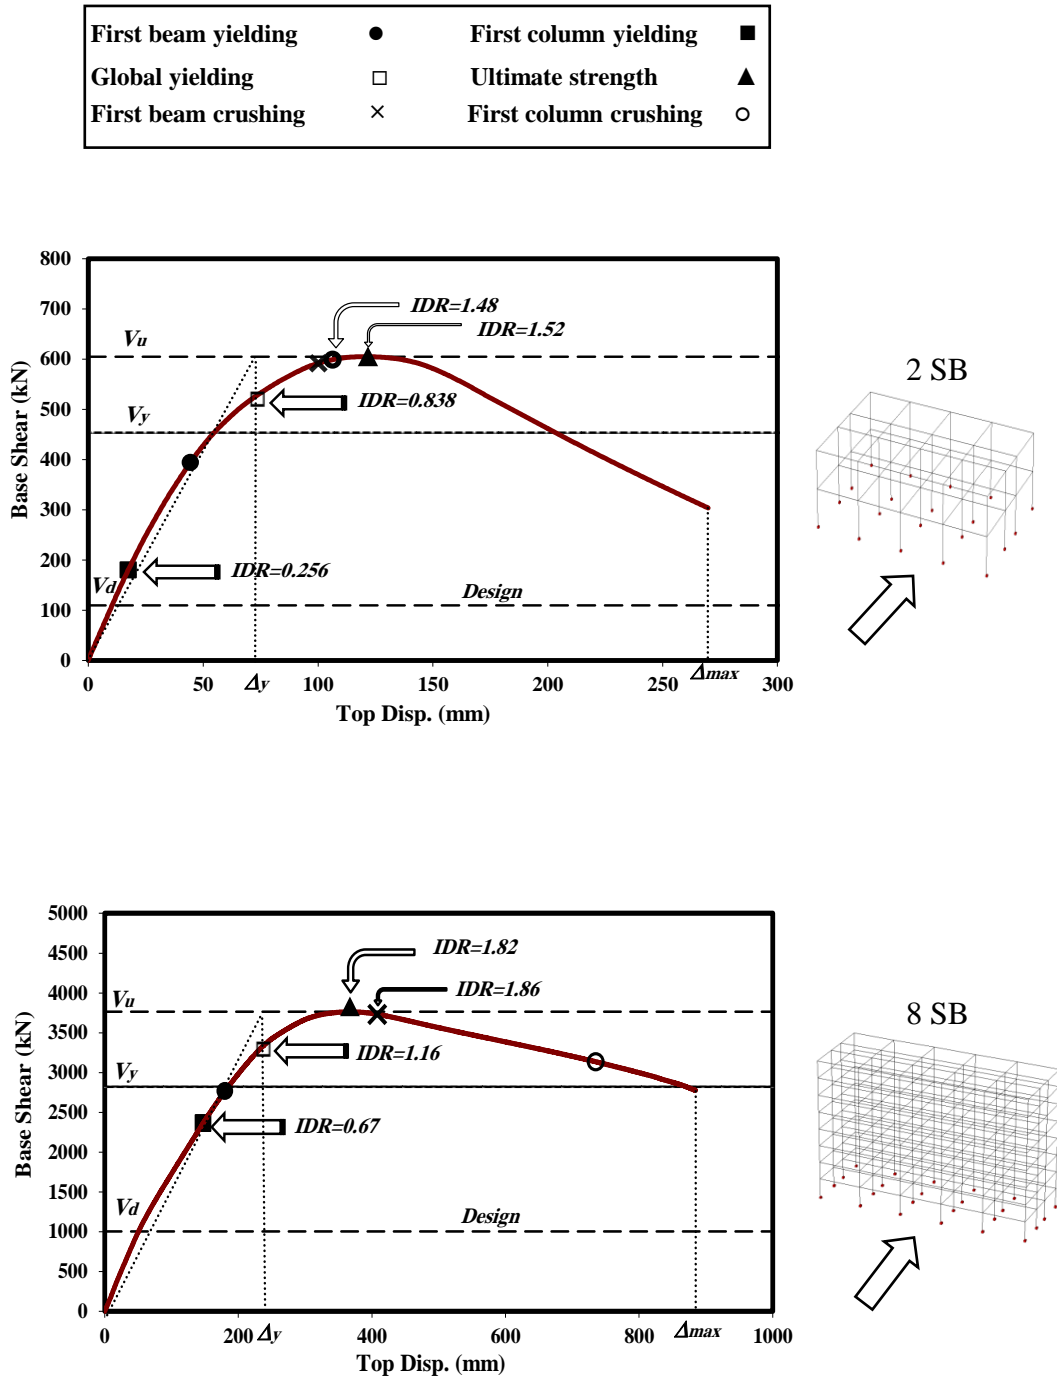 First beam yielding ● First column yielding ■
Global yielding □ Ultimate strength ▲
First beam crushing × First column crushing ○
800
700
600
500
400
300
200
100
0
Base Shear (kN)
Vu
Vy
Vd
IDR=1.48
IDR=1.52
IDR=0.838
IDR=0.256
Design
0 50 Δy 100 150 200 250 Δmax 300
Top Disp. (mm)
2 SB
5000
4500
4000
3500
3000
2500
2000
1500
1000
500
0
Base Shear (kN)
Vu
Vy
Vd
IDR=1.82
IDR=1.86
IDR=1.16
IDR=0.67
Design
0 200 Δy 400 600 800 Δmax 1000
Top Disp. (mm)
8 SB